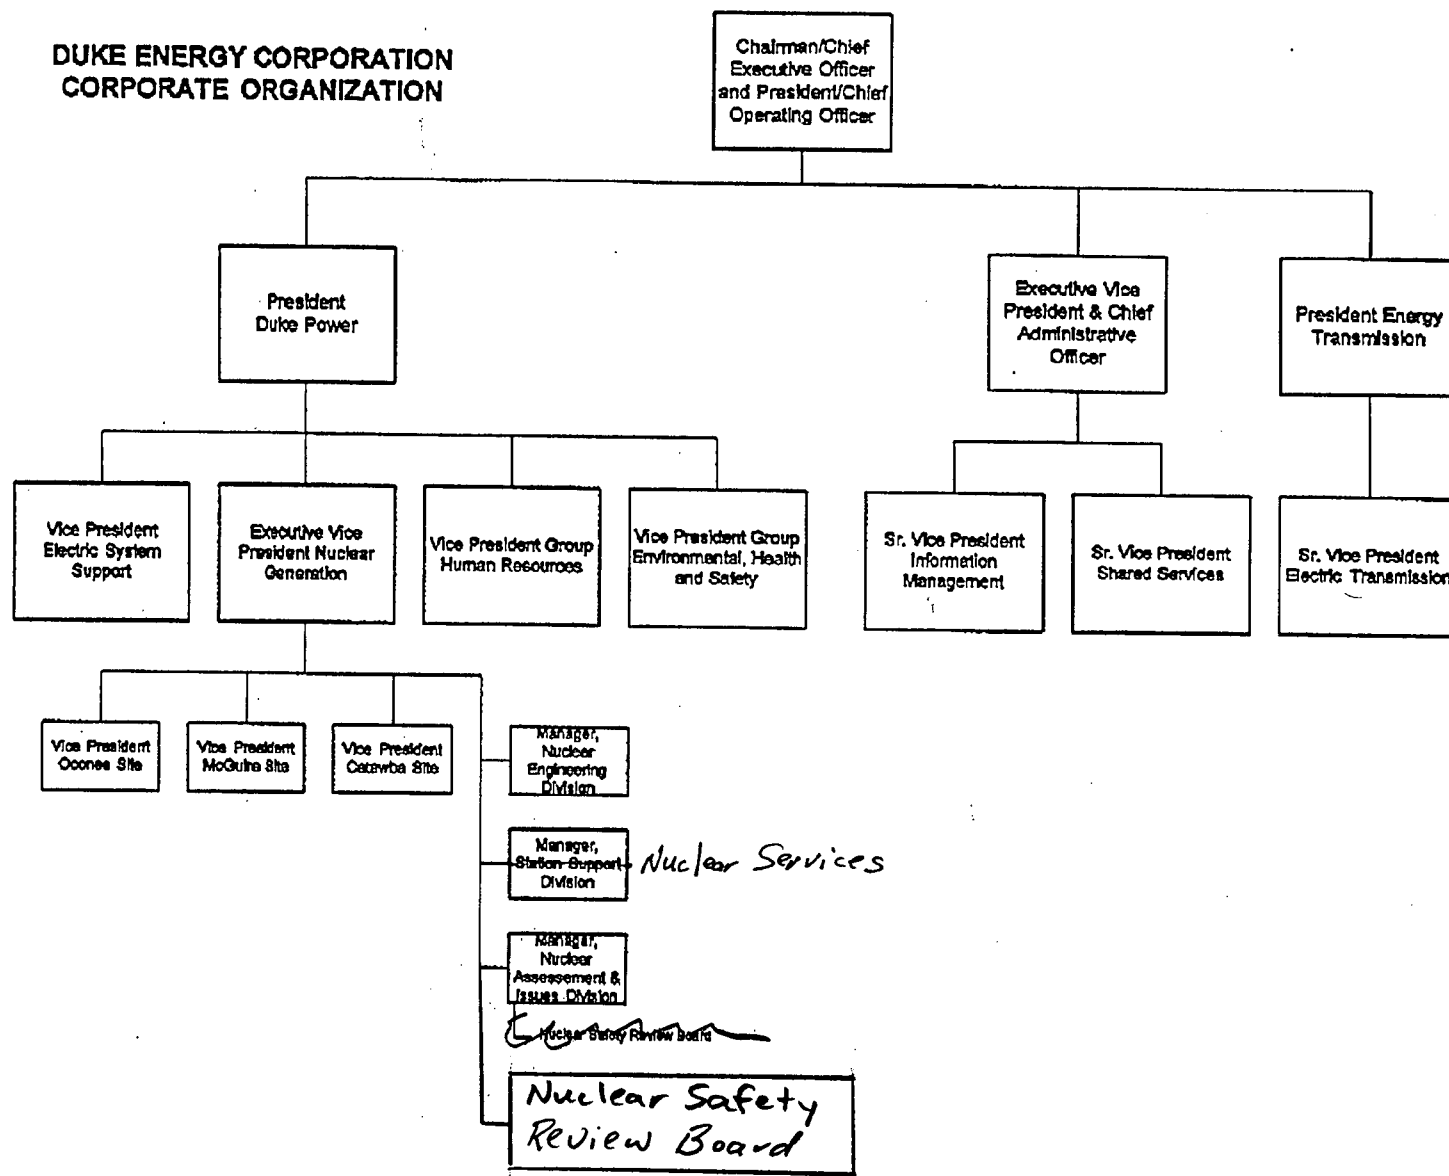 DUKE ENERGY CORPORATION
CORPORATE ORGANIZATION
Chairman/Chief
Executive Officer
and President/Chief
Operating Officer
President
Duke Power
Executive Vice
President & Chief
Administrative
Officer
President Energy
Transmission
Vice President
Electric System
Support
Executive Vice
President Nuclear
Generation
Vice President Group
Human Resources
Vice President Group
Environmental, Health
and Safety
Sr. Vice President
Information
Management
Sr. Vice President
Shared Services
Sr. Vice President
Electric Transmission
Vice President
Oconee Site
Vice President
McGuire Site
Vice President
Catawba Site
Manager,
Nuclear
Engineering
Division
Manager,
Station Support
Division
Nuclear Services
Manager,
Nuclear
Assessement &
Issues Division
Nuclear Safety Review Board
Nuclear Safety
Review Board